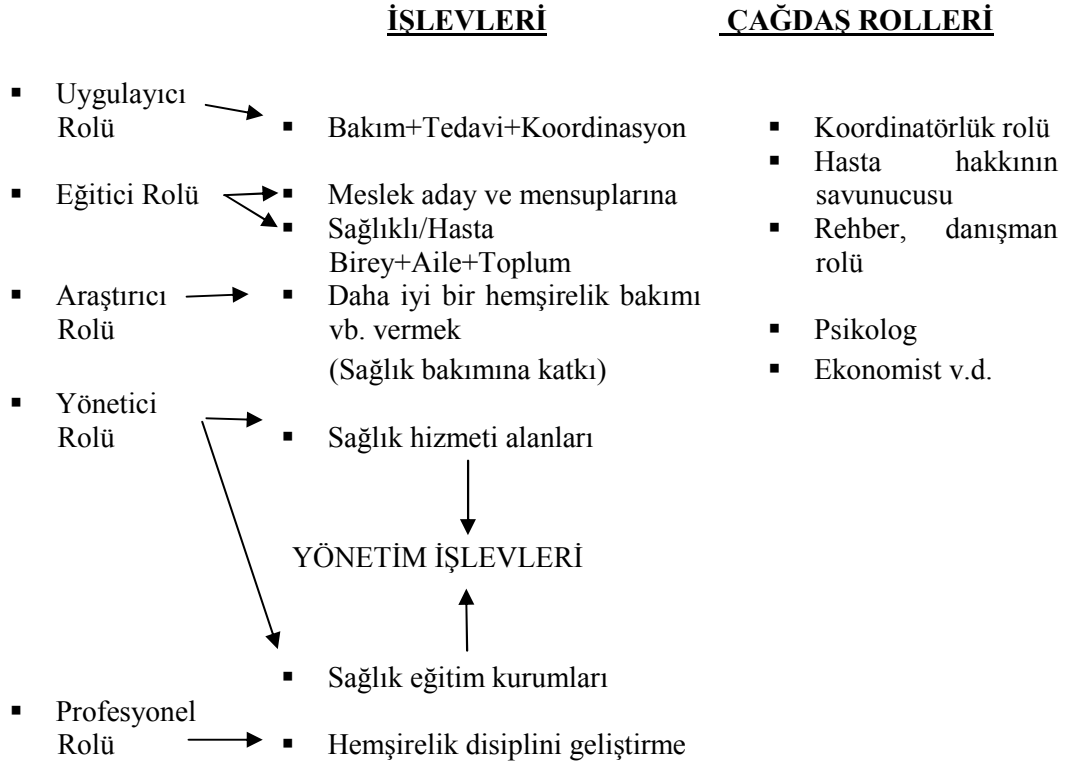 İŞLEVLERİ
ÇAĞDAŞ ROLLERİ
▪ Uygulayıcı
Rolü
▪ Bakım+Tedavi+Koordinasyon
▪ Koordinatörlük rolü
▪ Hasta hakkının
savunucusu
▪ Eğitici Rolü
▪ Meslek aday ve mensuplarına
▪ Sağlıklı/Hasta
Birey+Aile+Toplum
▪ Rehber, danışman
rolü
▪ Araştırıcı
Rolü
▪ Daha iyi bir hemşirelik bakımı
vb. vermek
(Sağlık bakımına katkı)
▪ Psikolog
▪ Ekonomist v.d.
▪ Yönetici
Rolü
▪ Sağlık hizmeti alanları
YÖNETİM İŞLEVLERİ
▪ Sağlık eğitim kurumları
▪ Profesyonel
Rolü
▪ Hemşirelik disiplini geliştirme